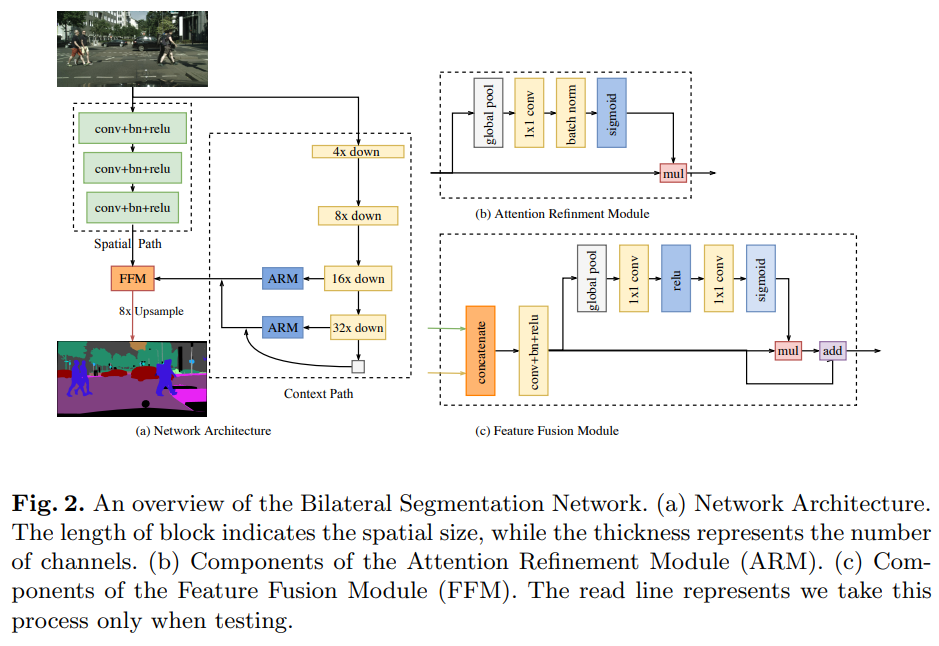 conv+bn+relu
conv+bn+relu
conv+bn+relu
Spatial Path
FFM
8x Upsample
4x down
8x down
ARM
16x down
ARM
32x down
Context Path
(a) Network Architecture
global pool
1x1 conv
batch norm
sigmoid
mul
(b) Attention Refinment Module
concatenate
conv+bn+relu
global pool
1x1 conv
relu
1x1 conv
sigmoid
mul
add
(c) Feature Fusion Module
Fig. 2. An overview of the Bilateral Segmentation Network. (a) Network Architecture.
The length of block indicates the spatial size, while the thickness represents the number
of channels. (b) Components of the Attention Refinement Module (ARM). (c) Com-
ponents of the Feature Fusion Module (FFM). The read line represents we take this
process only when testing.